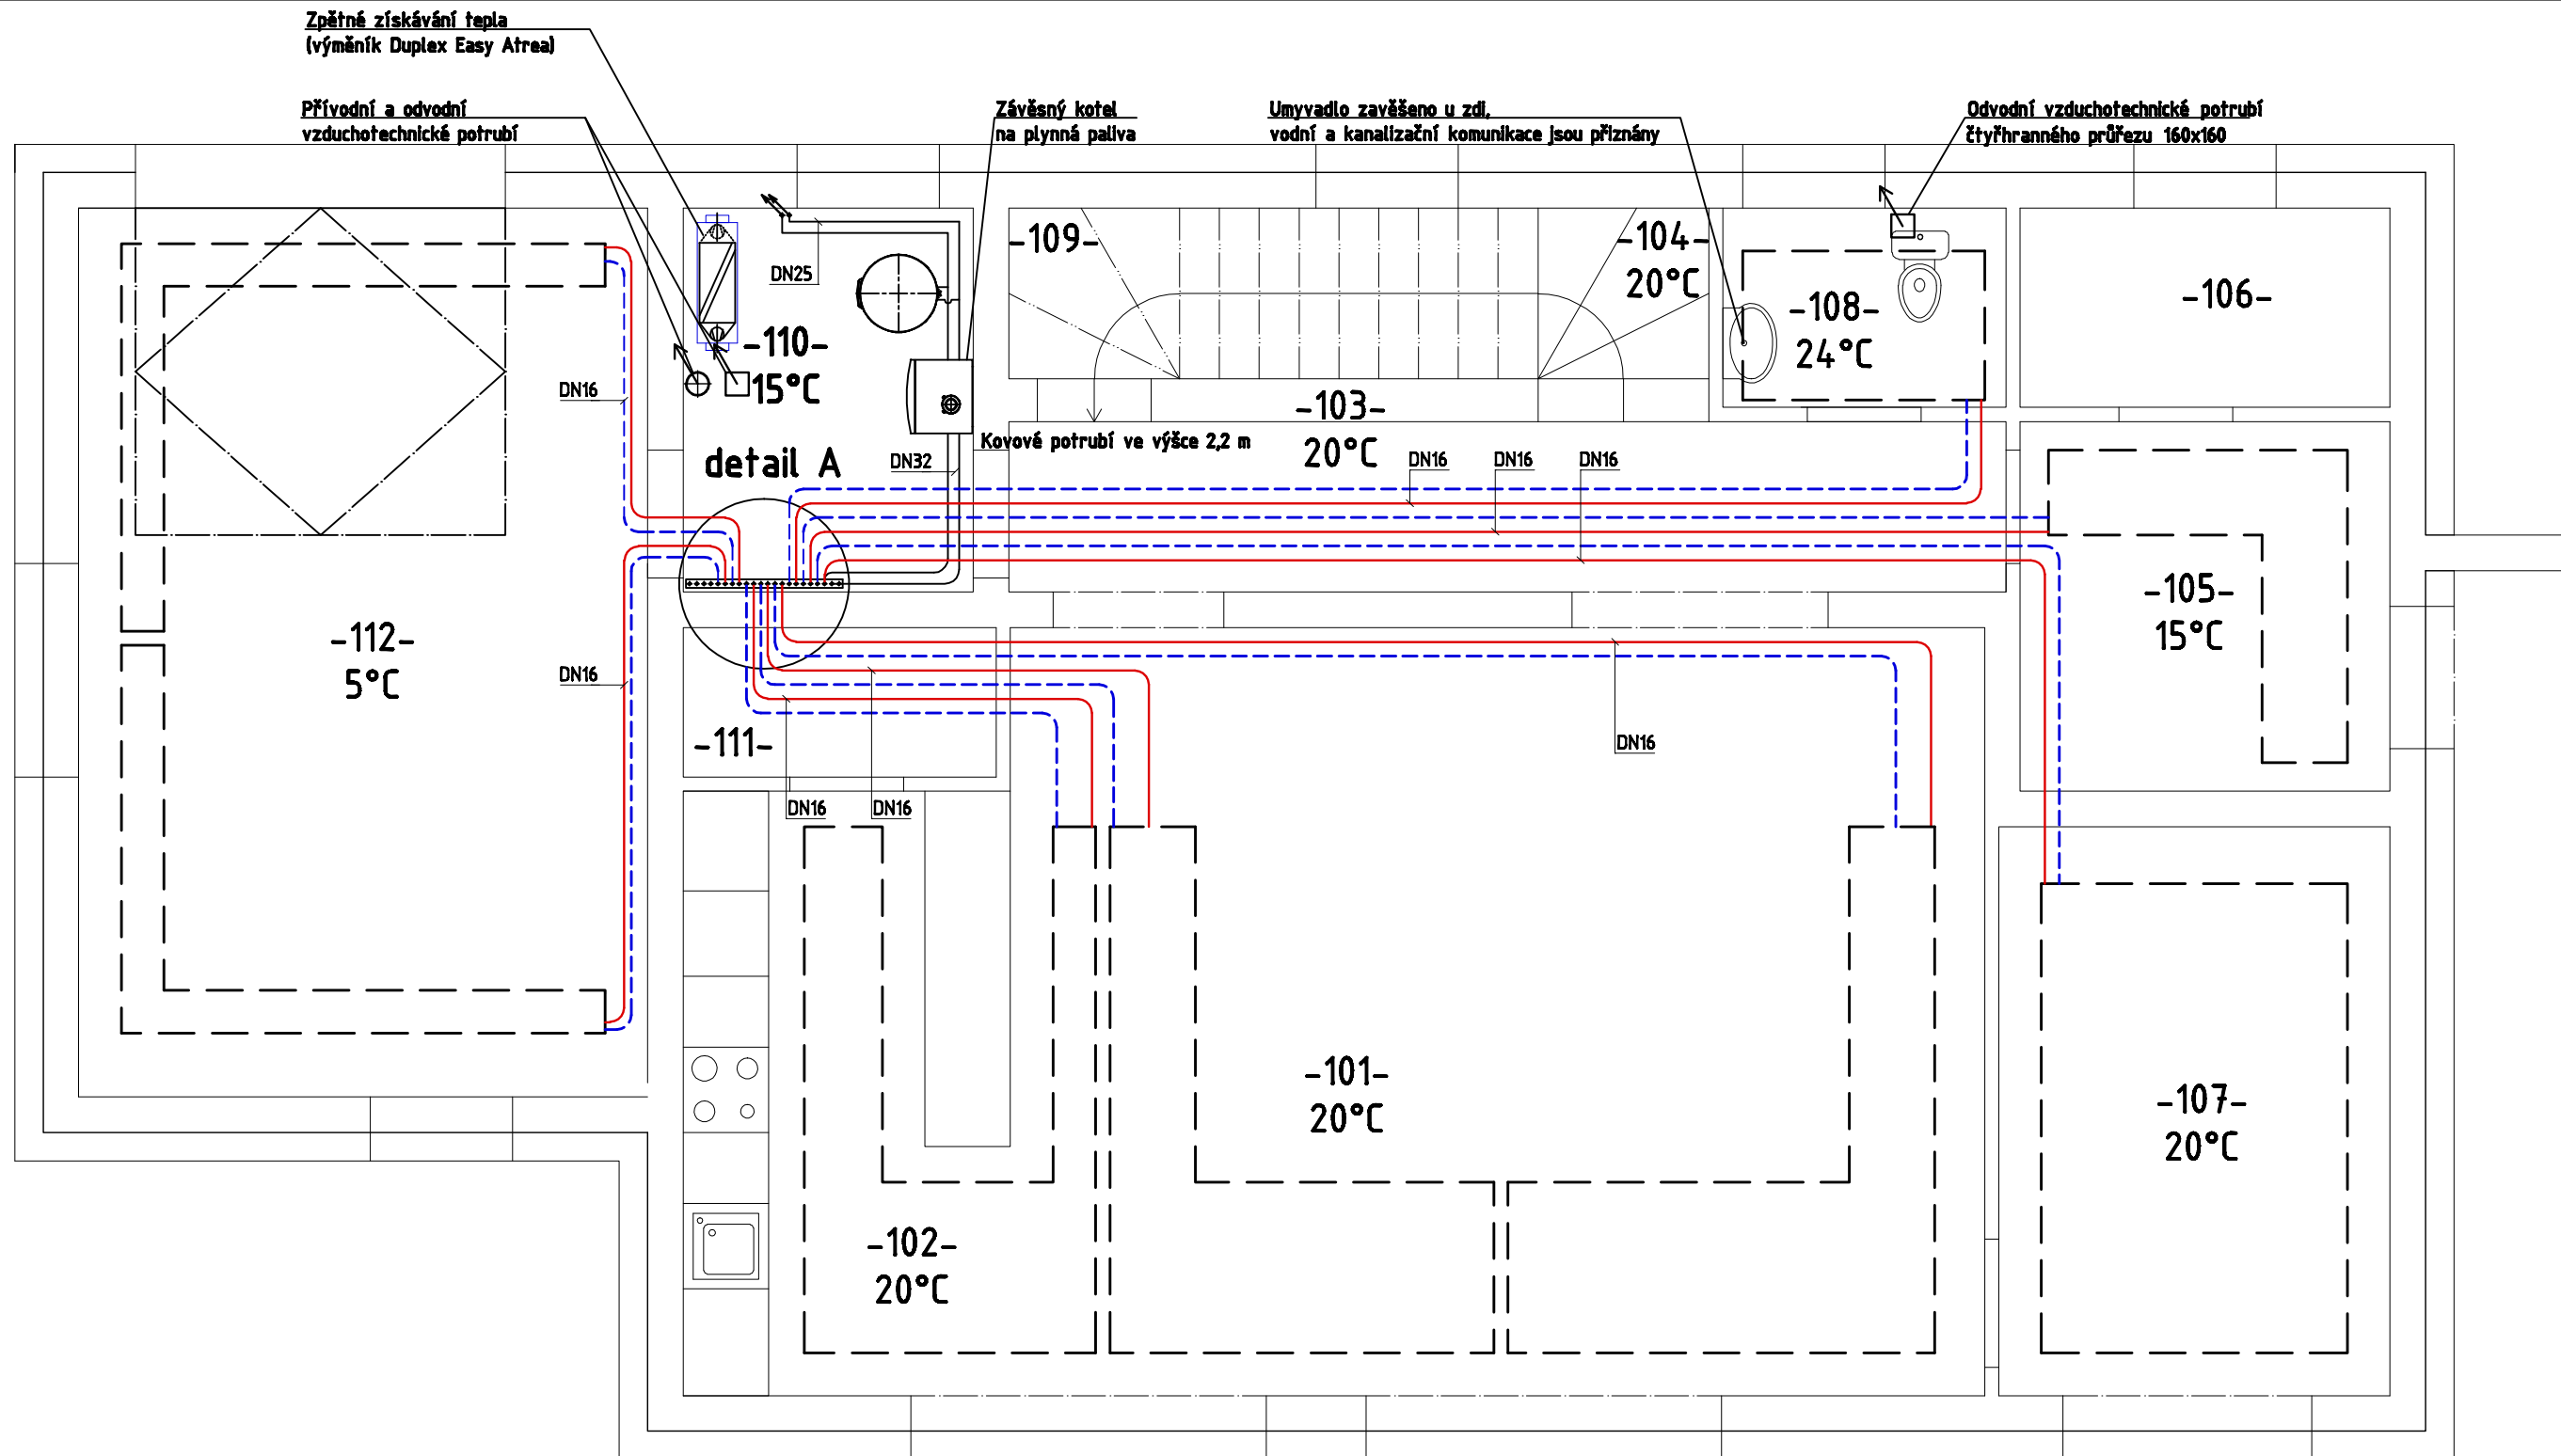 Zpětné získávání tepla
(výměník Duplex Easy Atrea)
Přívodní a odvodní
vzduchotechnické potrubí
Závěsný kotel
na plynná paliva
Umyvadlo zavěšeno u zdi,
vodní a kanalizační komunikace jsou přiznány
Odvodní vzduchotechnické potrubí
čtyřhranného průřezu 160x160
-109-
-104-
20°C
DN25
-108-
24°C
-106-
-110-
15°C
DN16
-103-
20°C
Kovové potrubí ve výšce 2,2 m
detail A
DN32
DN16
DN16
DN16
-105-
15°C
-112-
5°C
DN16
-111-
DN16
DN16
DN16
-101-
20°C
-107-
20°C
-102-
20°C